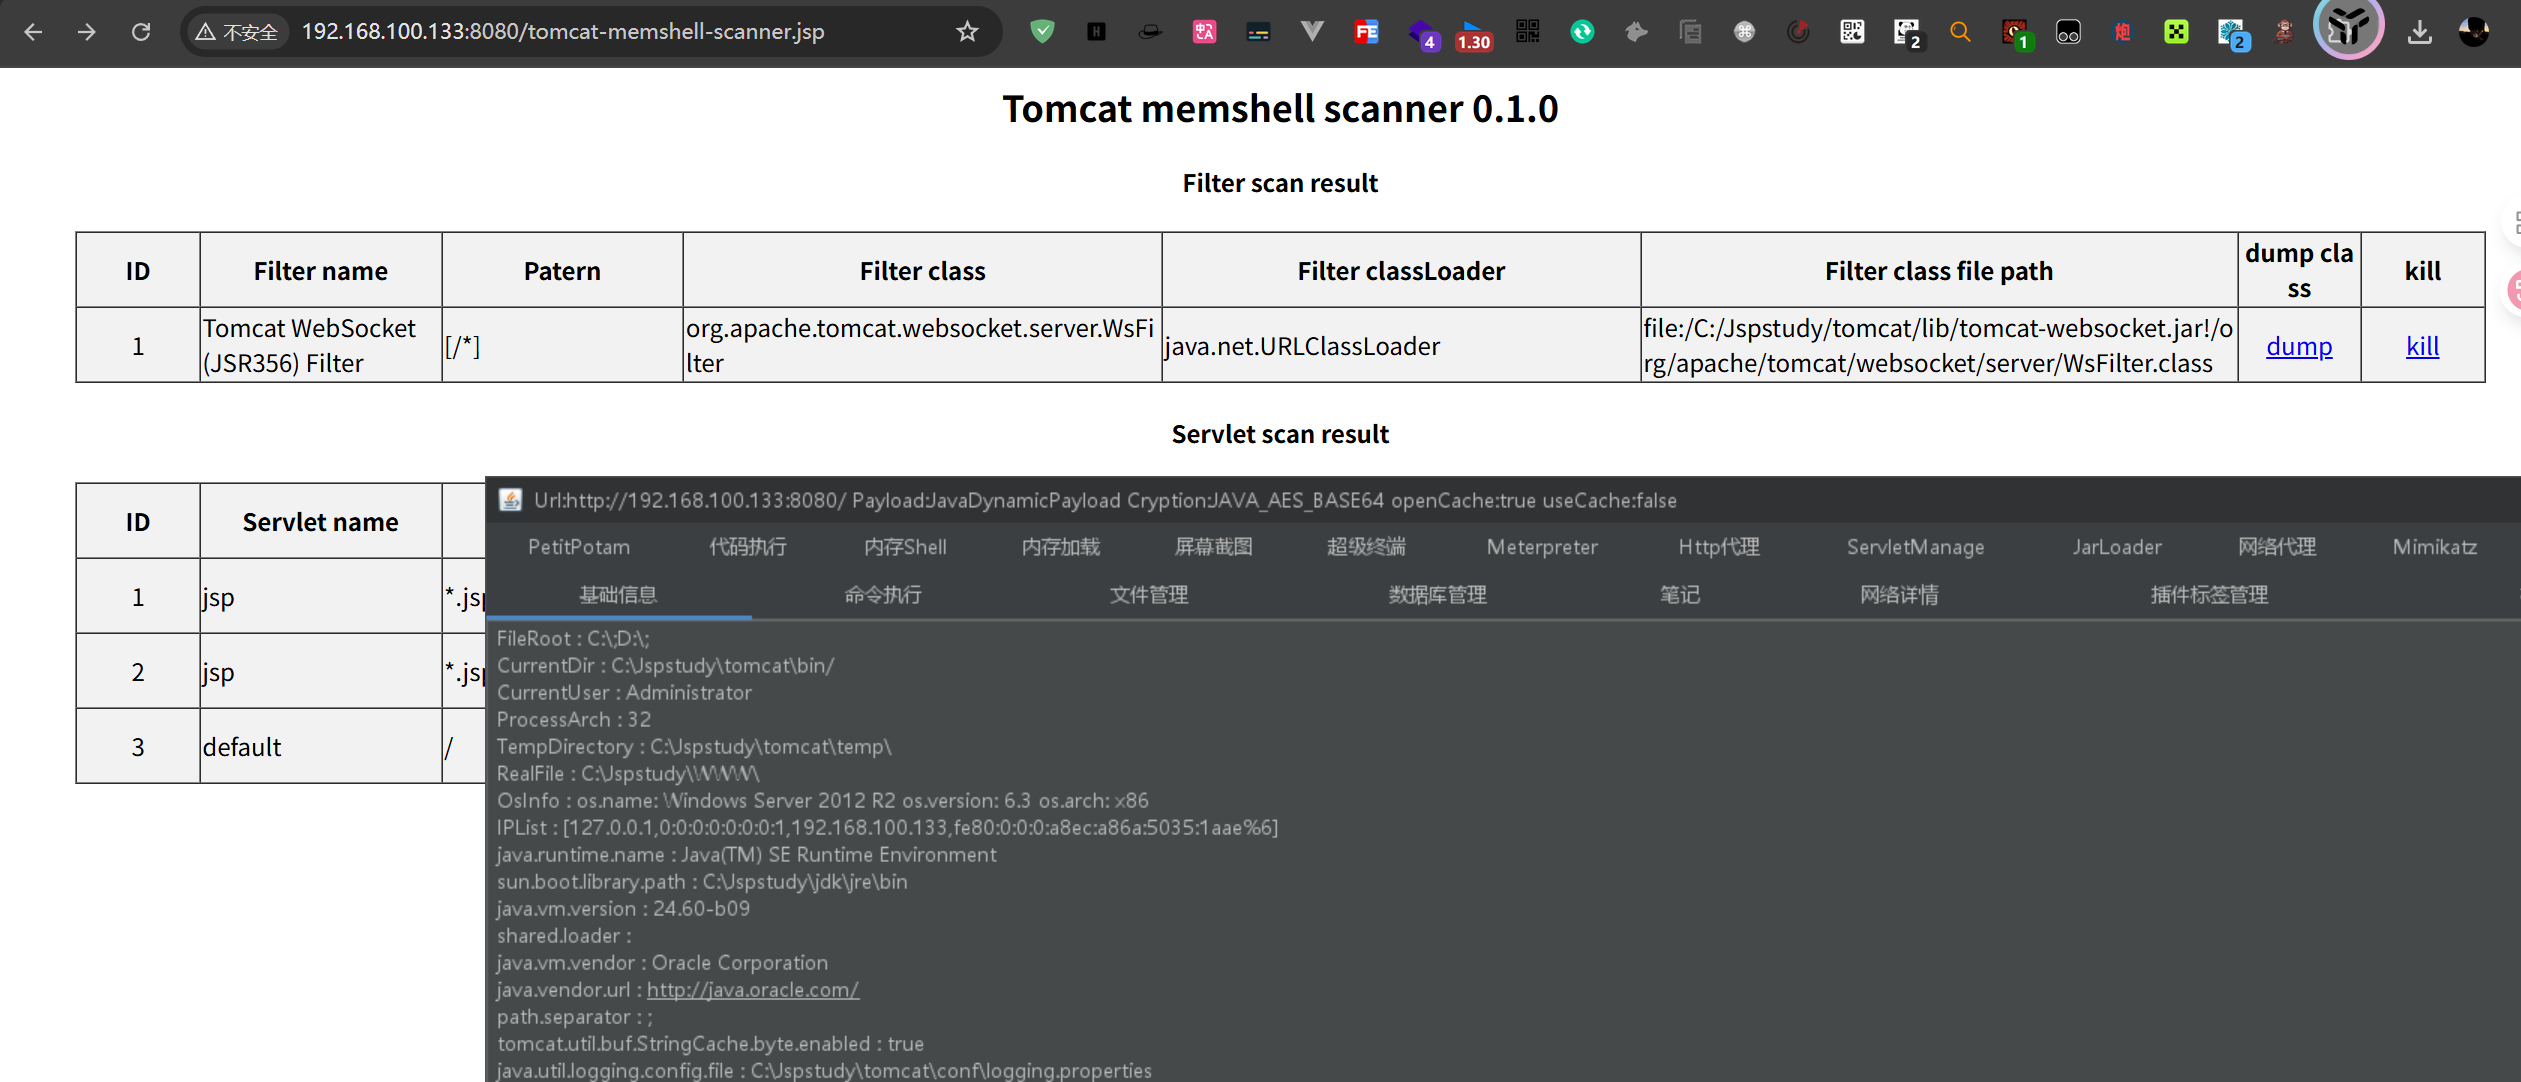 不安全 192.168.100.133:8080/tomcat-memshell-scanner.jsp
4
1.30
2
1
2
Tomcat memshell scanner 0.1.0
Filter scan result
ID Filter name Patern Filter class Filter classLoader Filter class file path dump cla
ss kill
1 Tomcat WebSocket
(JSR356) Filter [/*] org.apache.tomcat.websocket.server.WsFi
lter java.net.URLClassLoader file:/C:/Jspstudy/tomcat/lib/tomcat-websocket.jar!/o
rg/apache/tomcat/websocket/server/WsFilter.class dump kill
Servlet scan result
ID Servlet name
1 jsp *.jsp
2 jsp *.jsp
3 default /
Url:http://192.168.100.133:8080/ Payload:JavaDynamicPayload Cryption:JAVA_AES_BASE64 openCache:true useCache:false
PetitPotam 代码执行 内存Shell 内存加载 屏幕截图 超级终端 Meterpreter Http代理 ServletManage JarLoader 网络代理 Mimikatz
基础信息 命令执行 文件管理 数据库管理 笔记 网络详情 插件标签管理
FileRoot : C:\;D:\;
CurrentDir : C:\Jspstudy\tomcat\bin/
CurrentUser : Administrator
ProcessArch : 32
TempDirectory : C:\Jspstudy\tomcat\temp\
RealFile : C:\Jspstudy\WWW\
OsInfo : os.name: Windows Server 2012 R2 os.version: 6.3 os.arch: x86
IPList : [127.0.0.1,0:0:0:0:0:0:0:1,192.168.100.133,fe80:0:0:0:a8ec:a86a:5035:1aae%6]
java.runtime.name : Java(TM) SE Runtime Environment
sun.boot.library.path : C:\Jspstudy\jdk\jre\bin
java.vm.version : 24.60-b09
shared.loader :
java.vm.vendor : Oracle Corporation
java.vendor.url : http://java.oracle.com/
path.separator : ;
tomcat.util.buf.StringCache.byte.enabled : true
java.util.logging.config.file : C:\Jspstudy\tomcat\conf\logging.properties